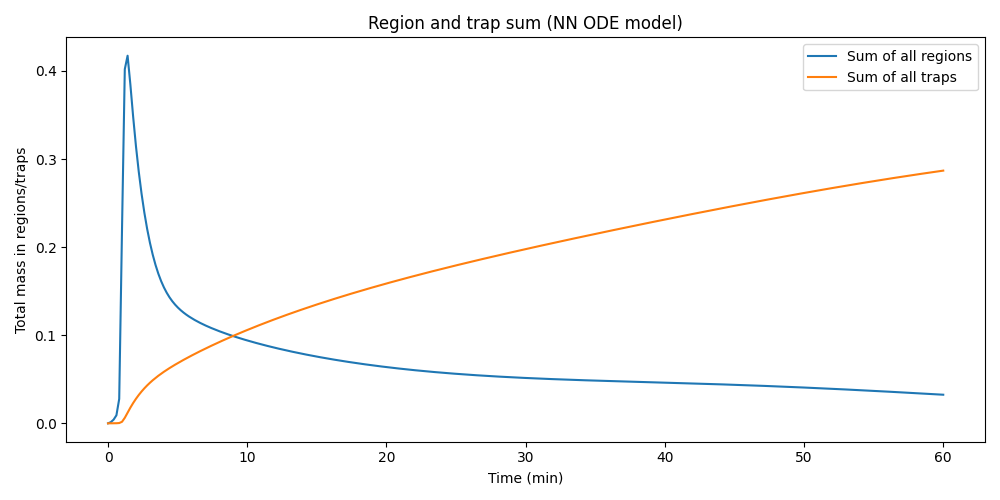 Region and trap sum (NN ODE model)
Sum of all regions
Sum of all traps
Total mass in regions/traps
0.4
0.3
0.2
0.1
0.0
0 10 20 30 40 50 60
Time (min)